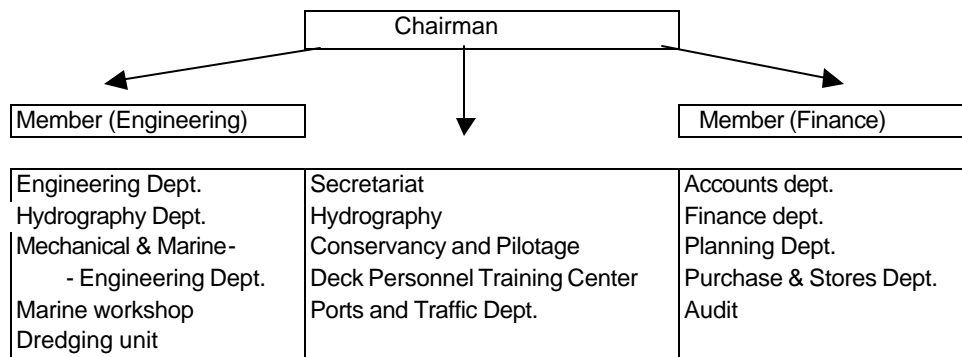 Chairman
Member (Engineering)
Member (Finance)
Engineering Dept.
Hydrography Dept.
Mechanical & Marine-
- Engineering Dept.
Marine workshop
Dredging unit
Secretariat
Hydrography
Conservancy and Pilotage
Deck Personnel Training Center
Ports and Traffic Dept.
Accounts dept.
Finance dept.
Planning Dept.
Purchase & Stores Dept.
Audit